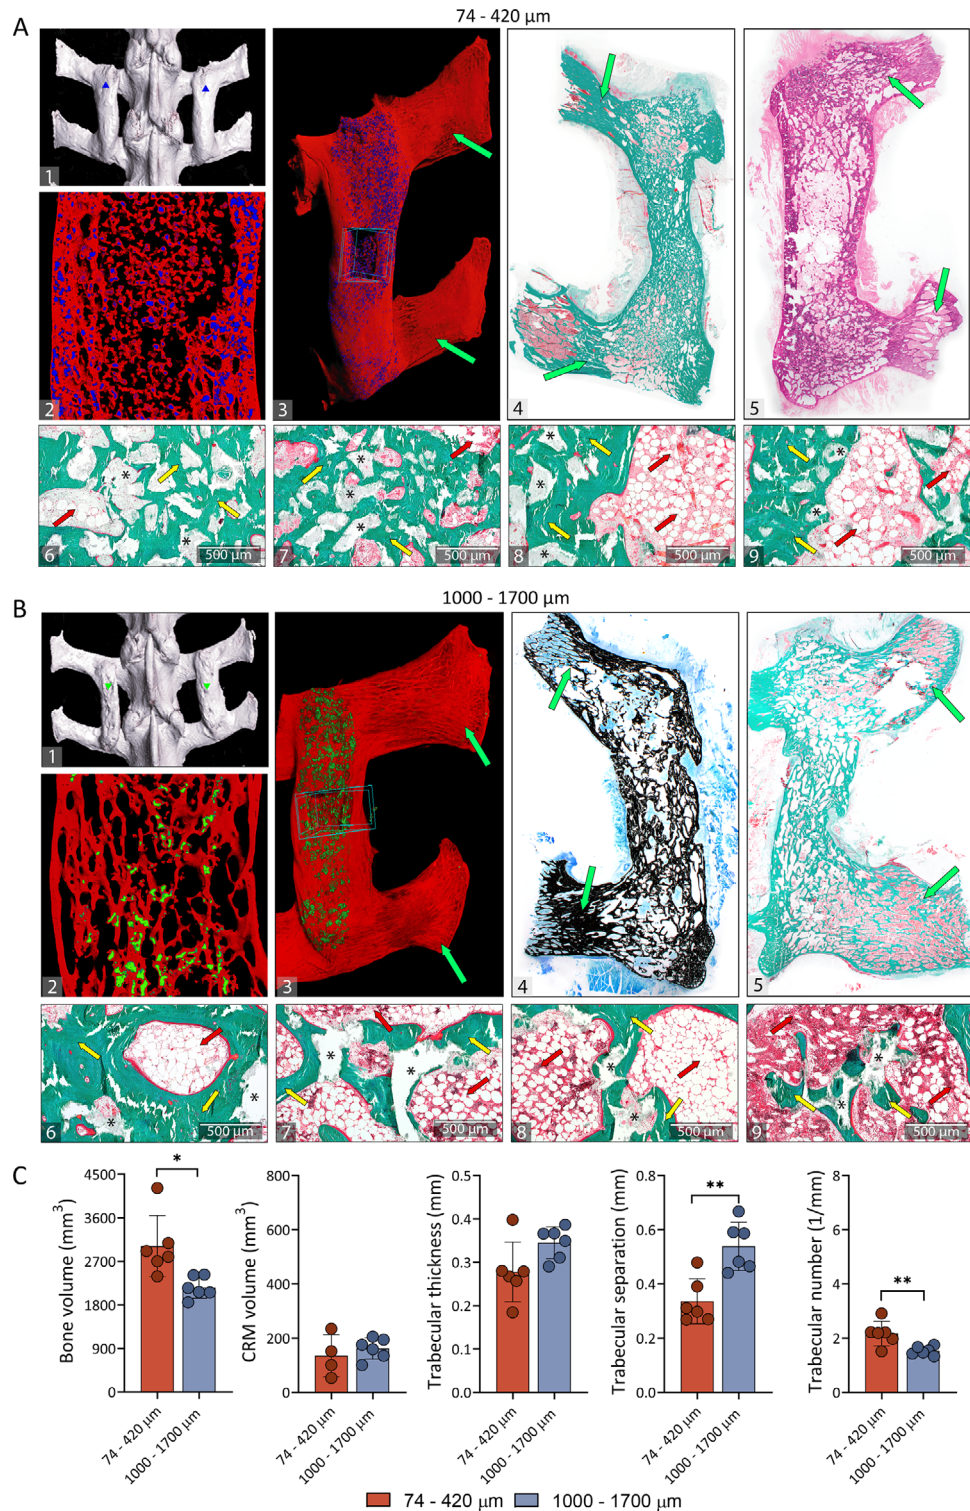 74 - 420 µm
A
1
2
3
4
5
6
500 µm
7
500 µm
8
500 µm
9
500 µm
1000 - 1700 µm
B
1
2
3
4
5
6
500 µm
7
500 µm
8
500 µm
9
500 µm
C
Bone volume (mm³)
4500
3600
2700
1800
900
0
*
74 - 420 µm
1000 - 1700 µm
CRM volume (mm³)
800
600
400
200
0
74 - 420 µm
1000 - 1700 µm
Trabecular thickness (mm)
0.5
0.4
0.3
0.2
0.1
0.0
74 - 420 µm
1000 - 1700 µm
Trabecular separation (mm)
0.8
0.6
0.4
0.2
0.0
**
74 - 420 µm
1000 - 1700 µm
Trabecular number (1/mm)
8
6
4
2
0
**
74 - 420 µm
1000 - 1700 µm
74 - 420 µm
1000 - 1700 µm